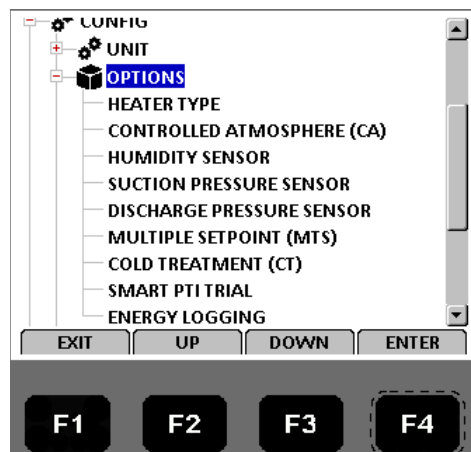 CONFIG
UNIT
OPTIONS
HEATER TYPE
CONTROLLED ATMOSPHERE (CA)
HUMIDITY SENSOR
SUCTION PRESSURE SENSOR
DISCHARGE PRESSURE SENSOR
MULTIPLE SETPOINT (MTS)
COLD TREATMENT (CT)
SMART PTI TRIAL
ENERGY LOGGING
EXIT UP DOWN ENTER
F1 F2 F3 F4